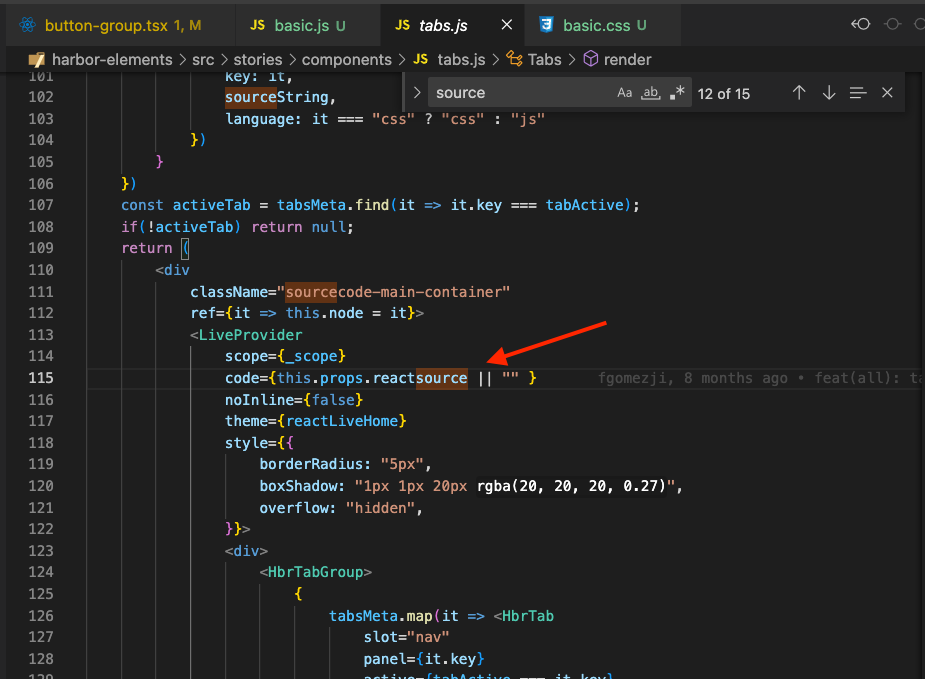 button-group.tsx 1, M
JS basic.js U
JS tabs.js
basic.css U
harbor-elements > src > stories > components > JS tabs.js > Tabs > render
source Aa ab 12 of 15
101 key: it,
102 sourceString,
103 language: it === "css" ? "css" : "js"
104 })
105 }
106 })
107 const activeTab = tabsMeta.find(it => it.key === tabActive);
108 if(!activeTab) return null;
109 return (
110 <div
111 className="sourcecode-main-container"
112 ref={it => this.node = it}>
113 <LiveProvider
114 scope={_scope}
115 code={this.props.reactsource || "" } fgomezji, 8 months ago • feat(all): ta
116 noInline={false}
117 theme={reactLiveHome}
118 style={{
119 borderRadius: "5px",
120 boxShadow: "1px 1px 20px rgba(20, 20, 20, 0.27)",
121 overflow: "hidden",
122 }}>
123 <div>
124 <HbrTabGroup>
125 {
126 tabsMeta.map(it => <HbrTab
127 slot="nav"
128 panel={it.key}
129 active={tabActive === it.key}